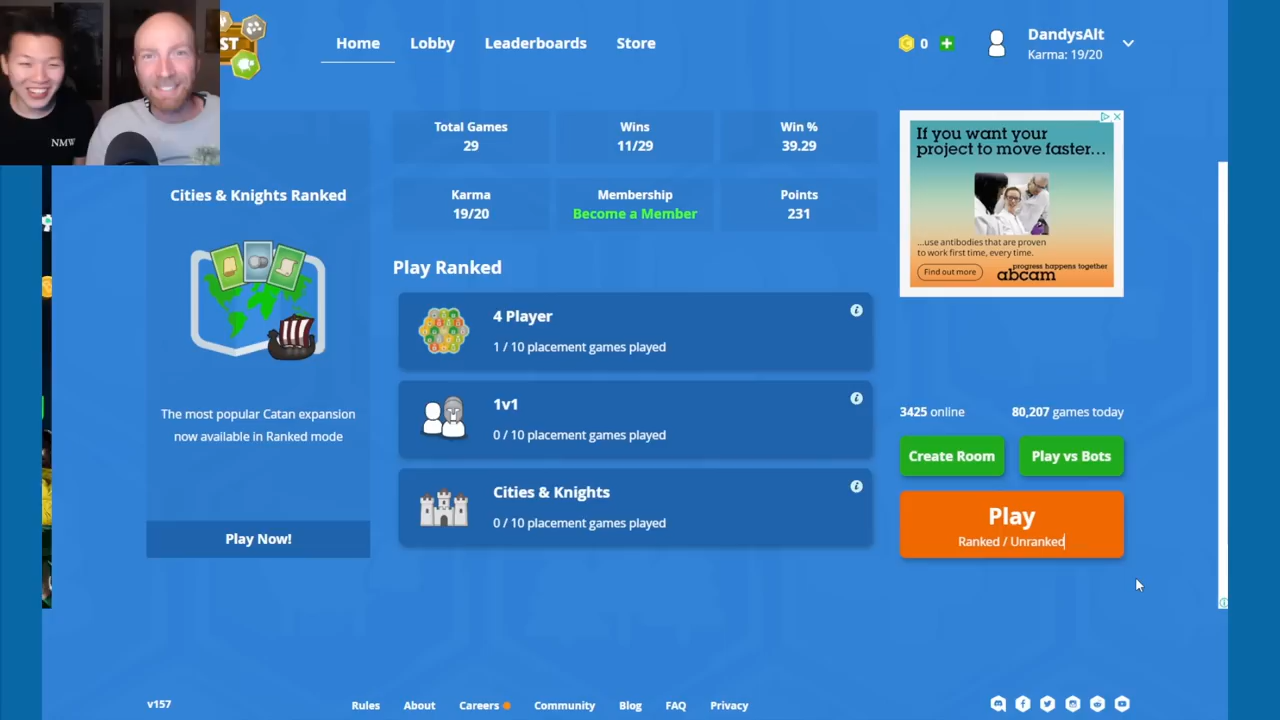 ST
Home
Lobby
Leaderboards
Store
0
DandysAlt
Karma: 19/20
NMW
Cities & Knights Ranked
The most popular Catan expansion
now available in Ranked mode
Play Now!
Total Games
29
Wins
11/29
Win %
39.29
Karma
19/20
Membership
Become a Member
Points
231
Play Ranked
4 Player
1 / 10 placement games played
1v1
0 / 10 placement games played
Cities & Knights
0 / 10 placement games played
If you want your
project to move faster...
...use antibodies that are proven
to work first time, every time.
Find out more
progress happens together
abcam
3425 online
80,207 games today
Create Room
Play vs Bots
Play
Ranked / Unranked
v157
Rules
About
Careers
Community
Blog
FAQ
Privacy